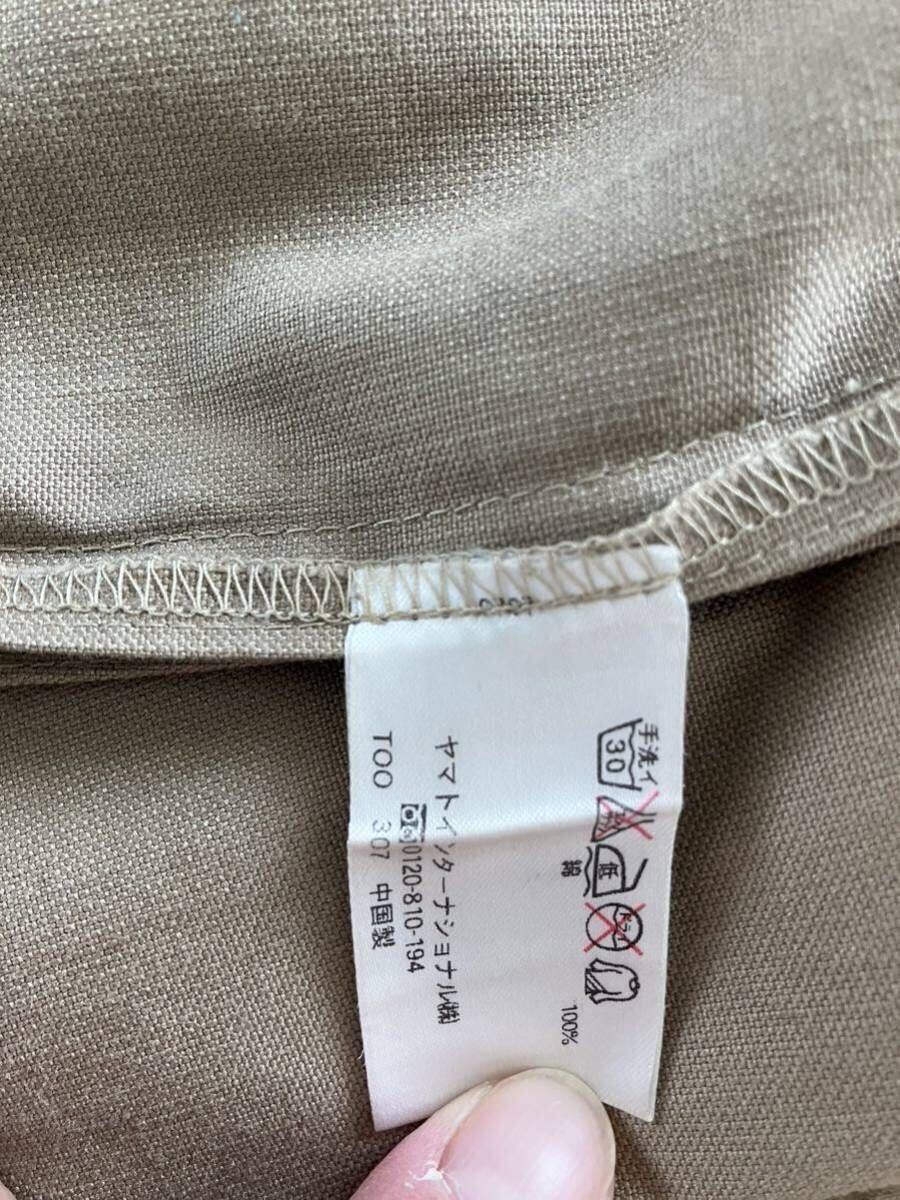 手洗イ
30
低
ドライ
綿 100%
ヤマトインターナショナル㈱
0120-810-194
TOO 307 中国製